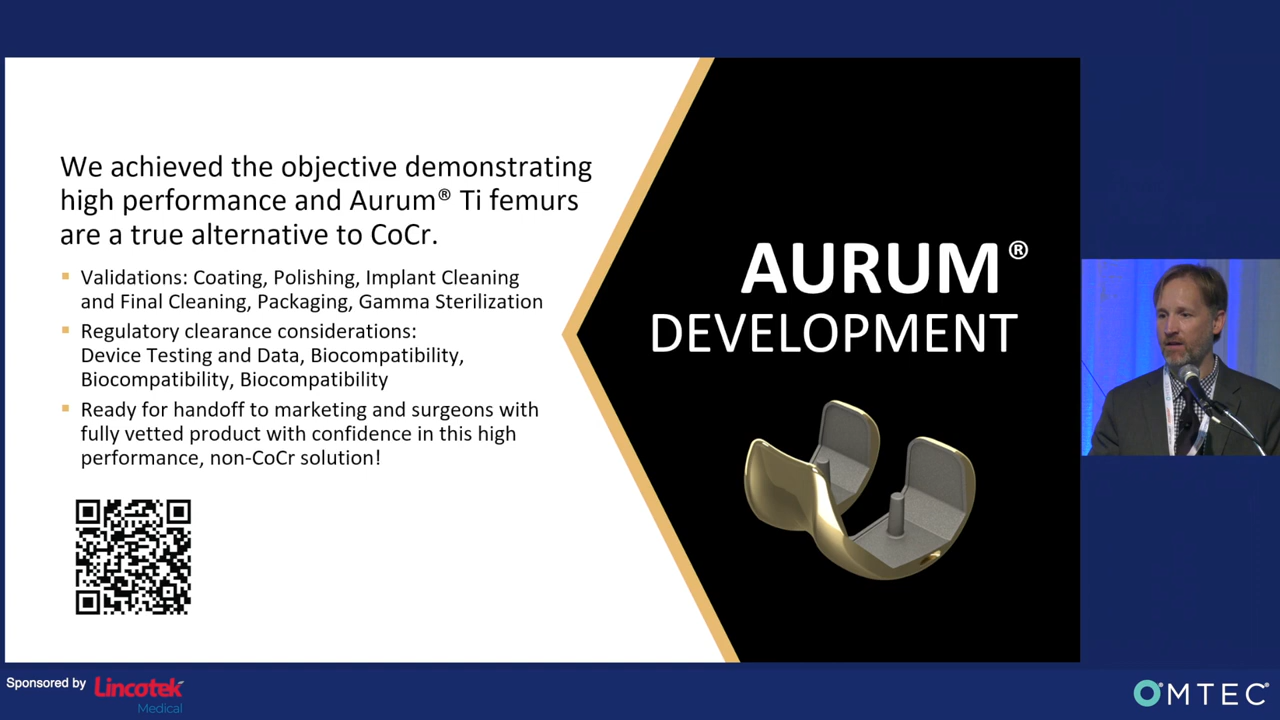 We achieved the objective demonstrating
high performance and Aurum® Ti femurs
are a true alternative to CoCr.
▪ Validations: Coating, Polishing, Implant Cleaning
and Final Cleaning, Packaging, Gamma Sterilization
▪ Regulatory clearance considerations:
Device Testing and Data, Biocompatibility,
Biocompatibility, Biocompatibility
▪ Ready for handoff to marketing and surgeons with
fully vetted product with confidence in this high
performance, non-CoCr solution!
AURUM®
DEVELOPMENT
Sponsored by Lincotek
Medical
OMTEC®